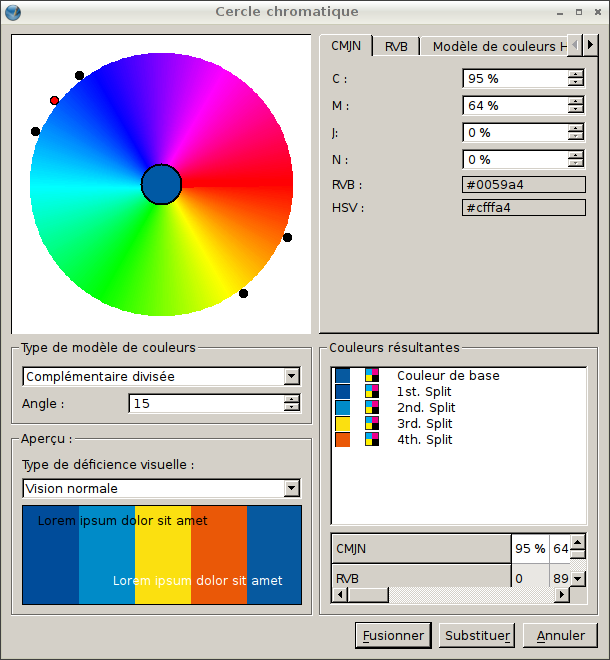 Cercle chromatique
CMJN RVB Modèle de couleurs H
C : 95 %
M : 64 %
J: 0 %
N : 0 %
RVB : #0059a4
HSV : #cfffa4
Type de modèle de couleurs
Complémentaire divisée
Angle : 15
Aperçu :
Type de déficience visuelle :
Vision normale
Lorem ipsum dolor sit amet
Lorem ipsum dolor sit amet
Couleurs résultantes
Couleur de base
1st. Split
2nd. Split
3rd. Split
4th. Split
CMJN 95 % 64
RVB 0 89
Fusionner Substituer Annuler